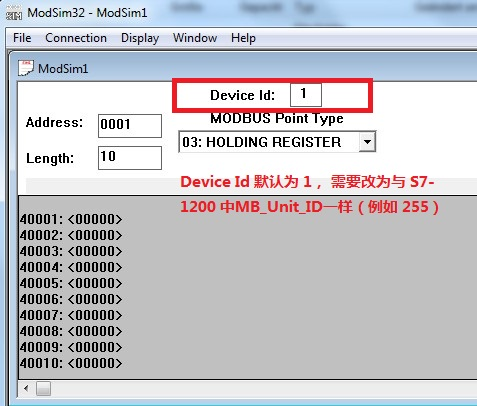 ModSim32 - ModSim1
File Connection Display Window Help
ModSim1
Device Id: 1
Address: 0001
MODBUS Point Type
03: HOLDING REGISTER
Length: 10
Device Id 默认为 1， 需要改为与 S7-
1200 中MB_Unit_ID一样（例如 255）
40001: <00000>
40002: <00000>
40003: <00000>
40004: <00000>
40005: <00000>
40006: <00000>
40007: <00000>
40008: <00000>
40009: <00000>
40010: <00000>